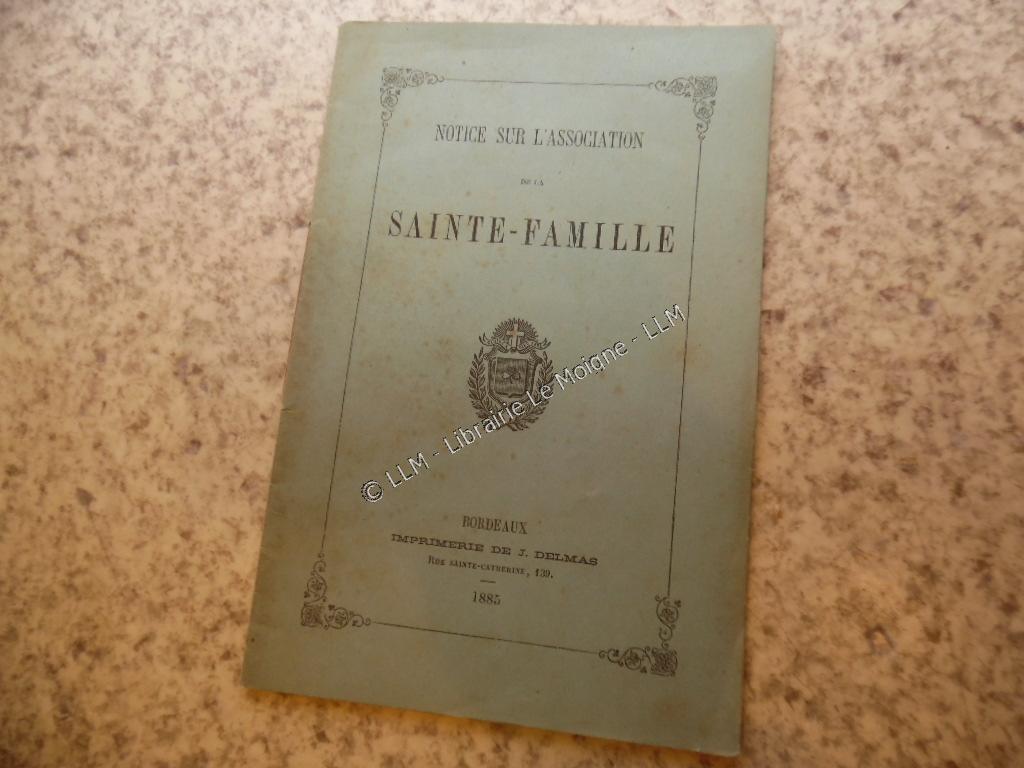 NOTICE SUR L'ASSOCIATION
DE LA
SAINTE-FAMILLE
© LLM - Librairie Le Moigne - LLM
BORDEAUX
IMPRIMERIE DE J. DELMAS
RUE SAINTE-CATHERINE, 139.
1885